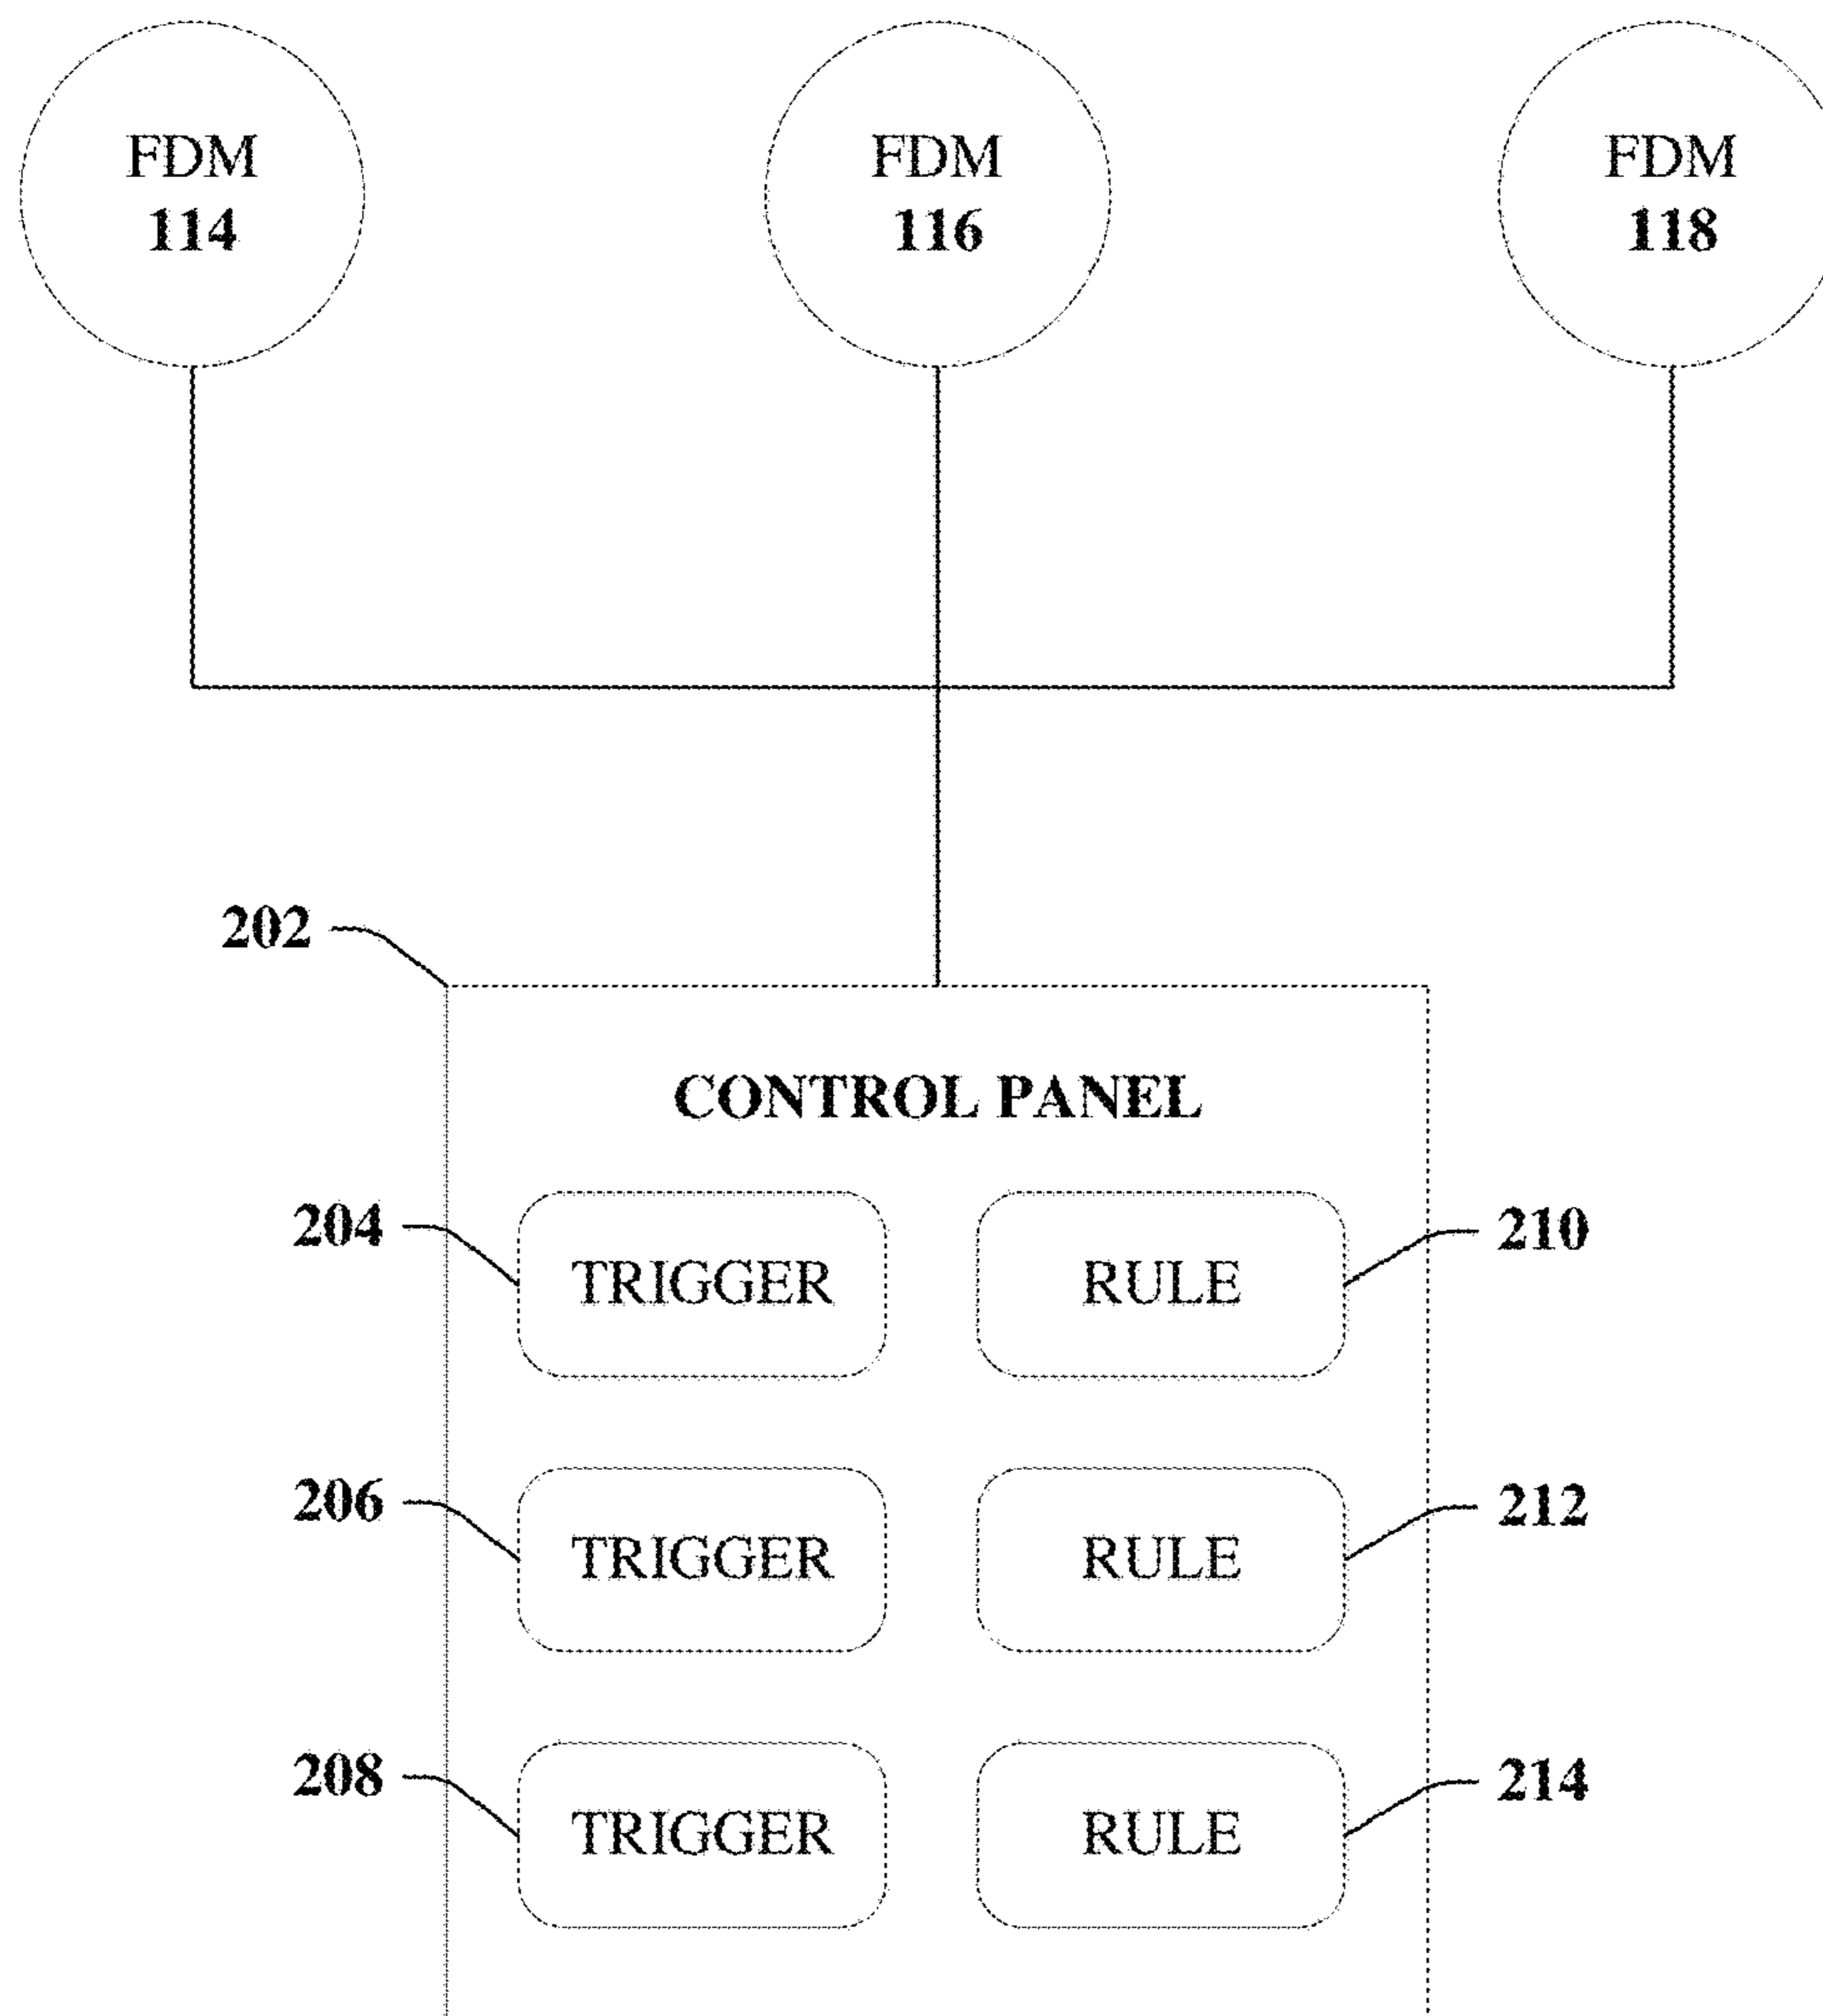 FDM
114
FDM
116
FDM
118
202
CONTROL PANEL
204
TRIGGER
RULE
210
206
TRIGGER
RULE
212
208
TRIGGER
RULE
214